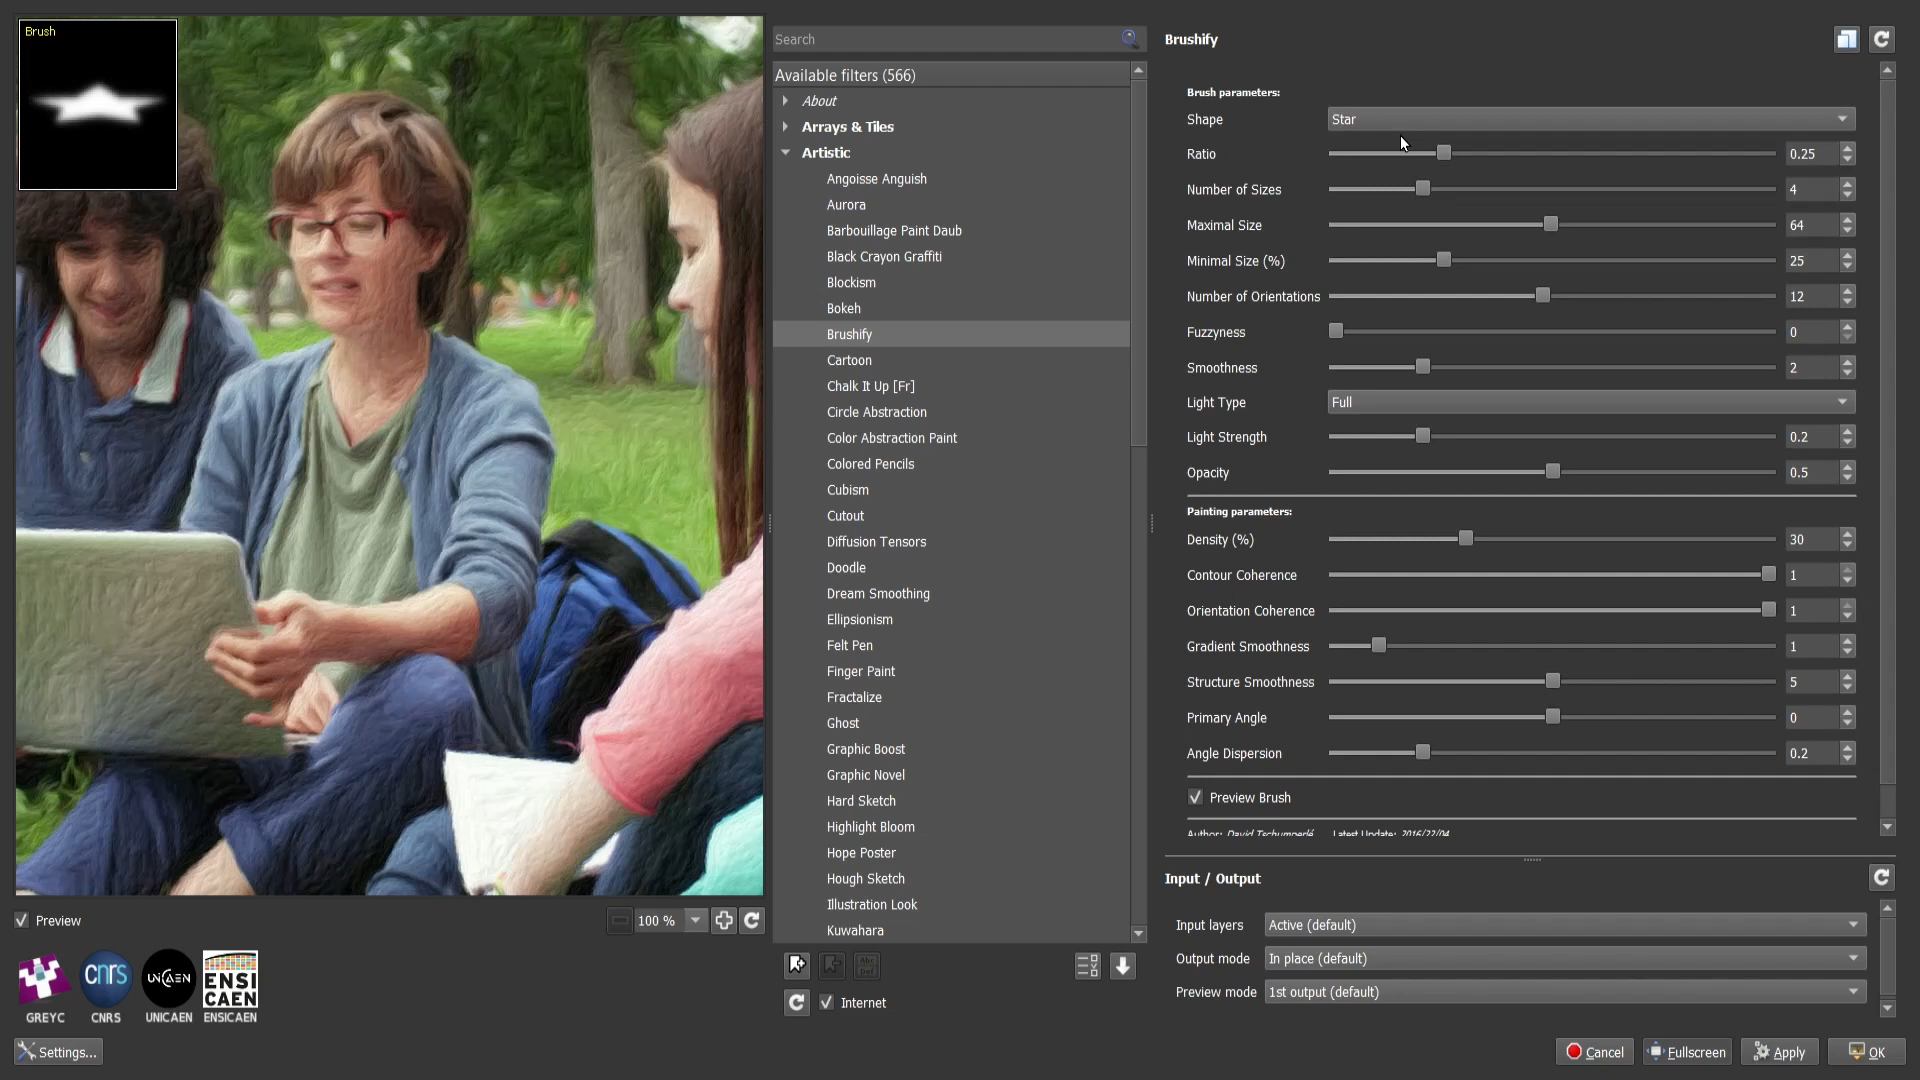 Brush
Search
Available filters (566)
About
Arrays & Tiles
Artistic
Angoisse Anguish
Aurora
Barbouillage Paint Daub
Black Crayon Graffiti
Blockism
Bokeh
Brushify
Cartoon
Chalk It Up [Fr]
Circle Abstraction
Color Abstraction Paint
Colored Pencils
Cubism
Cutout
Diffusion Tensors
Doodle
Dream Smoothing
Ellipsionism
Felt Pen
Finger Paint
Fractalize
Ghost
Graphic Boost
Graphic Novel
Hard Sketch
Highlight Bloom
Hope Poster
Hough Sketch
Illustration Look
Kuwahara
Internet
Brushify
Brush parameters:
Shape Star
Ratio 0.25
Number of Sizes 4
Maximal Size 64
Minimal Size (%) 25
Number of Orientations 12
Fuzzyness 0
Smoothness 2
Light Type Full
Light Strength 0.2
Opacity 0.5
Painting parameters:
Density (%) 30
Contour Coherence 1
Orientation Coherence 1
Gradient Smoothness 1
Structure Smoothness 5
Primary Angle 0
Angle Dispersion 0.2
Preview Brush
Author: David Tschumperlé Latest Update: 2016/22/04
Input / Output
Input layers Active (default)
Output mode In place (default)
Preview mode 1st output (default)
Preview
100 %
cnrs
UNICAEN
ENSI
CAEN
GREYC CNRS UNICAEN ENSICAEN
Settings...
Cancel Fullscreen Apply OK